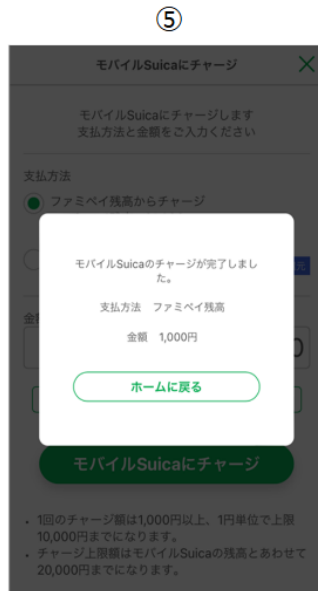 ⑤
モバイルSuicaにチャージ
モバイルSuicaにチャージします
支払方法と金額をご入力ください
支払方法
ファミペイ残高からチャージ
モバイルSuicaのチャージが完了しまし
た。
支払方法 ファミペイ残高
金額 1,000円
ホームに戻る
モバイルSuicaにチャージ
・1回のチャージ額は1,000円以上、1円単位で上限
10,000円までになります。
・チャージ上限額はモバイルSuicaの残高とあわせて
20,000円までになります。